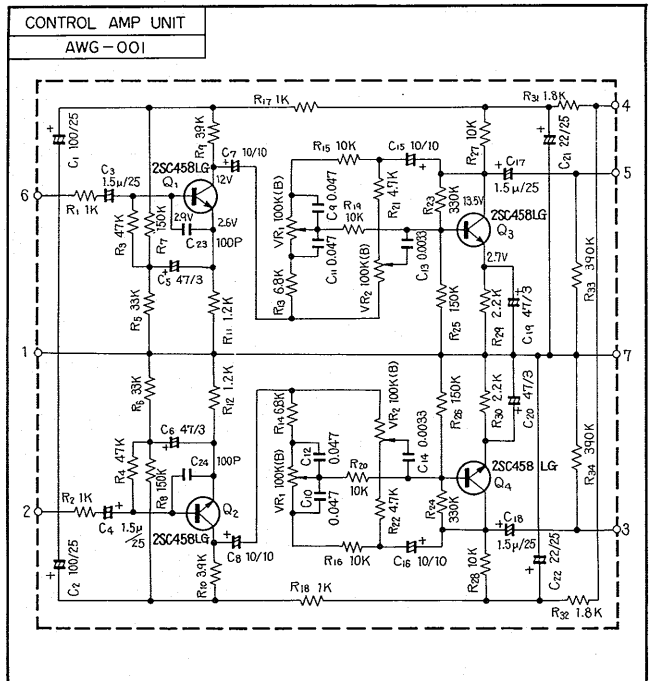 CONTROL AMP UNIT
AWG-001
R17 1K
R31 1.8K
4
C1 100/25
R9 3.9K
C7 10/10
R15 10K
C15 10/10
R27 10K
C17
1.5μ/25
C21 22/25
5
2SC458LG
Q1
12V
C3
1.5μ/25
6
R1 1K
R3 47K
R7 150K
2.9V
2.6V
C23
100P
VR1 100K(B)
C9 0.047
R19
10K
C11 0.047
R21 4.7K
R23
330K
13.5V
2SC458LG
Q3
2.7V
C5 47/3
R13 6.8K
VR2 100K(B)
C13 0.0033
R5 33K
R11 1.2K
R25
150K
R29 2.2K
C19 47/3
R33 390K
1
7
R6 33K
R12 1.2K
R14 6.8K
VR2 100K(B)
R26 150K
R30 2.2K
C20 47/3
C6 47/3
R4 47K
C24
100P
R8 150K
VR1 100K(B)
C12
0.047
R20
10K
C14 0.0033
2SC458 LG
Q4
R34 390K
2
R2 1K
C4 1.5μ
/25
Q2
2SC458LG
C8 10/10
C10
0.047
R22 4.7K
R24
330K
C18
1.5μ/25
3
R16 10K
C16 10/10
C2 100/25
R10 3.9K
R28 10K
C22 22/25
R18 1K
R32 1.8K